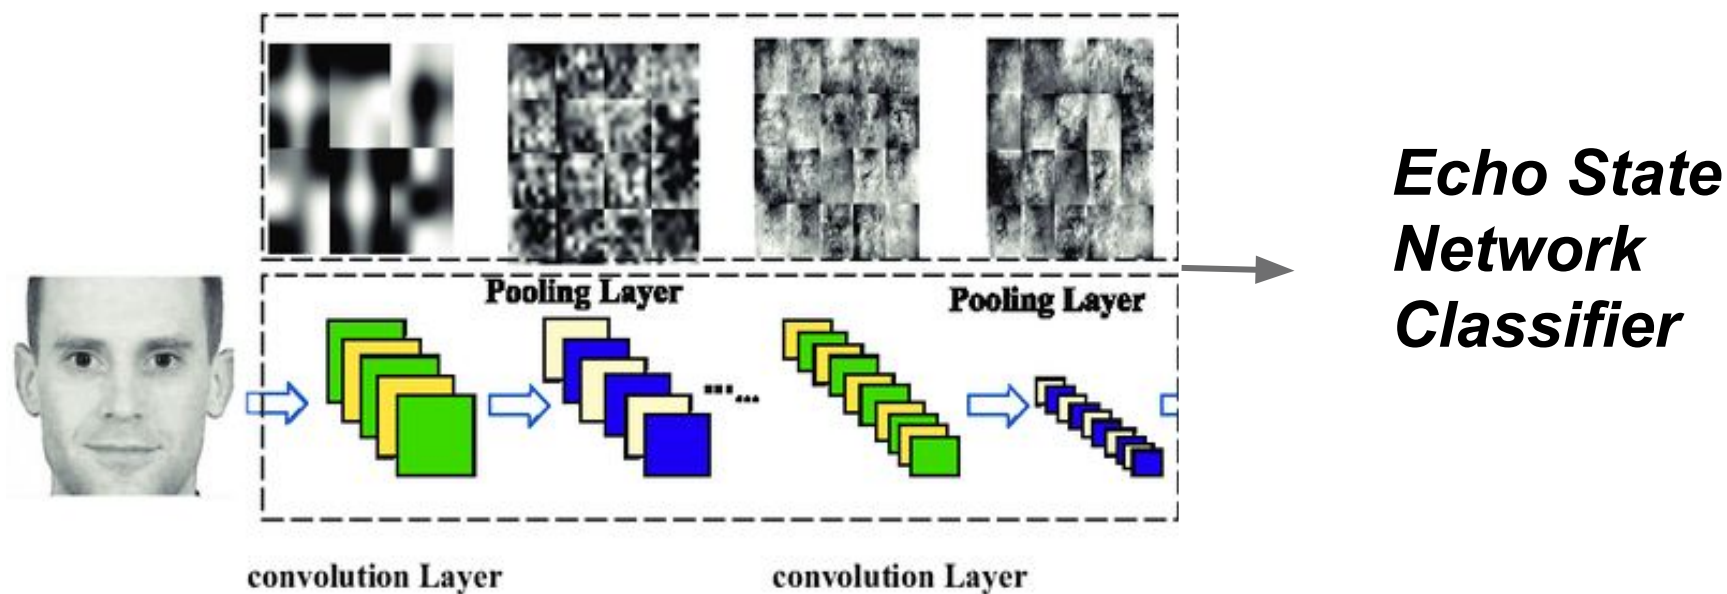 Pooling Layer
Pooling Layer
......
convolution Layer
convolution Layer
Echo State
Network
Classifier